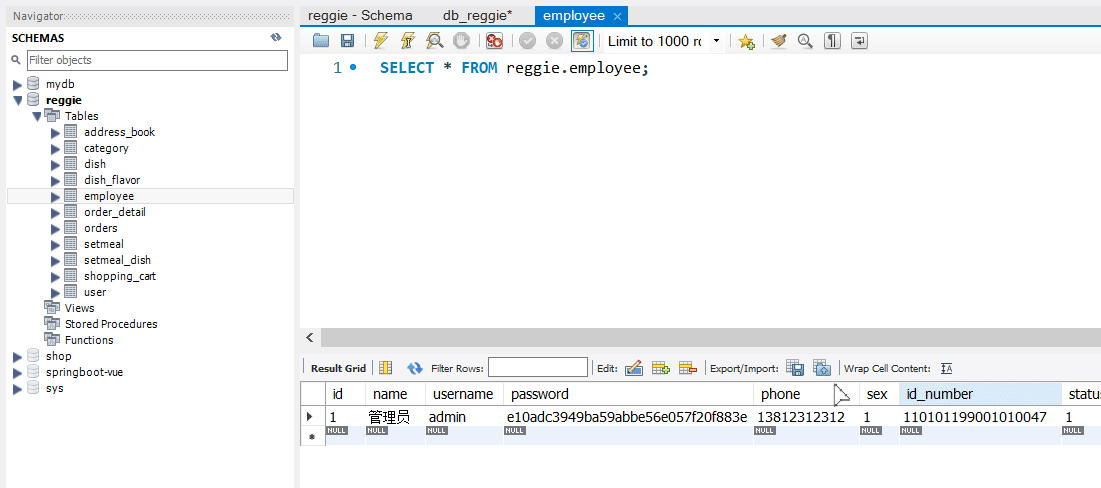 Navigator
SCHEMAS
Filter objects
mydb
reggie
Tables
address_book
category
dish
dish_flavor
employee
order_detail
orders
setmeal
setmeal_dish
shopping_cart
user
Views
Stored Procedures
Functions
shop
springboot-vue
sys
reggie - Schema db_reggie* employee ×
Limit to 1000 rc
1 SELECT * FROM reggie.employee;
Result Grid Filter Rows: Edit: Export/Import: Wrap Cell Content: IA
id name username password phone sex id_number status
1 管理员 admin e10adc3949ba59abbe56e057f20f883e 13812312312 1 110101199001010047 1
NULL NULL NULL NULL NULL NULL NULL NULL